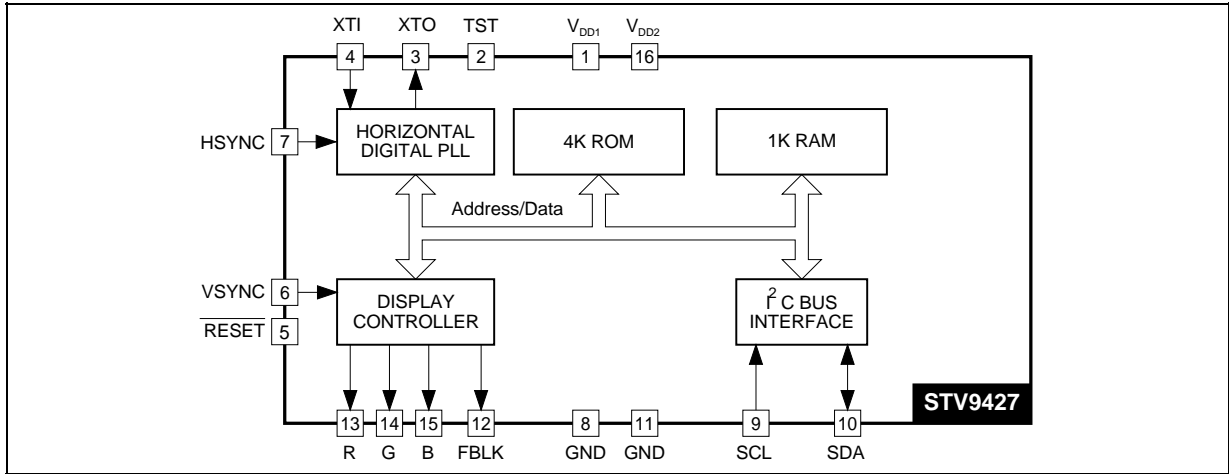 XTI XTO TST VDD1 VDD2
4 3 2 1 16
HSYNC 7 HORIZONTAL DIGITAL PLL
4K ROM
1K RAM
Address/Data
VSYNC 6
RESET 5
DISPLAY
CONTROLLER
I2C BUS
INTERFACE
STV9427
13 14 15 12 8 11 9 10
R G B FBLK GND GND SCL SDA